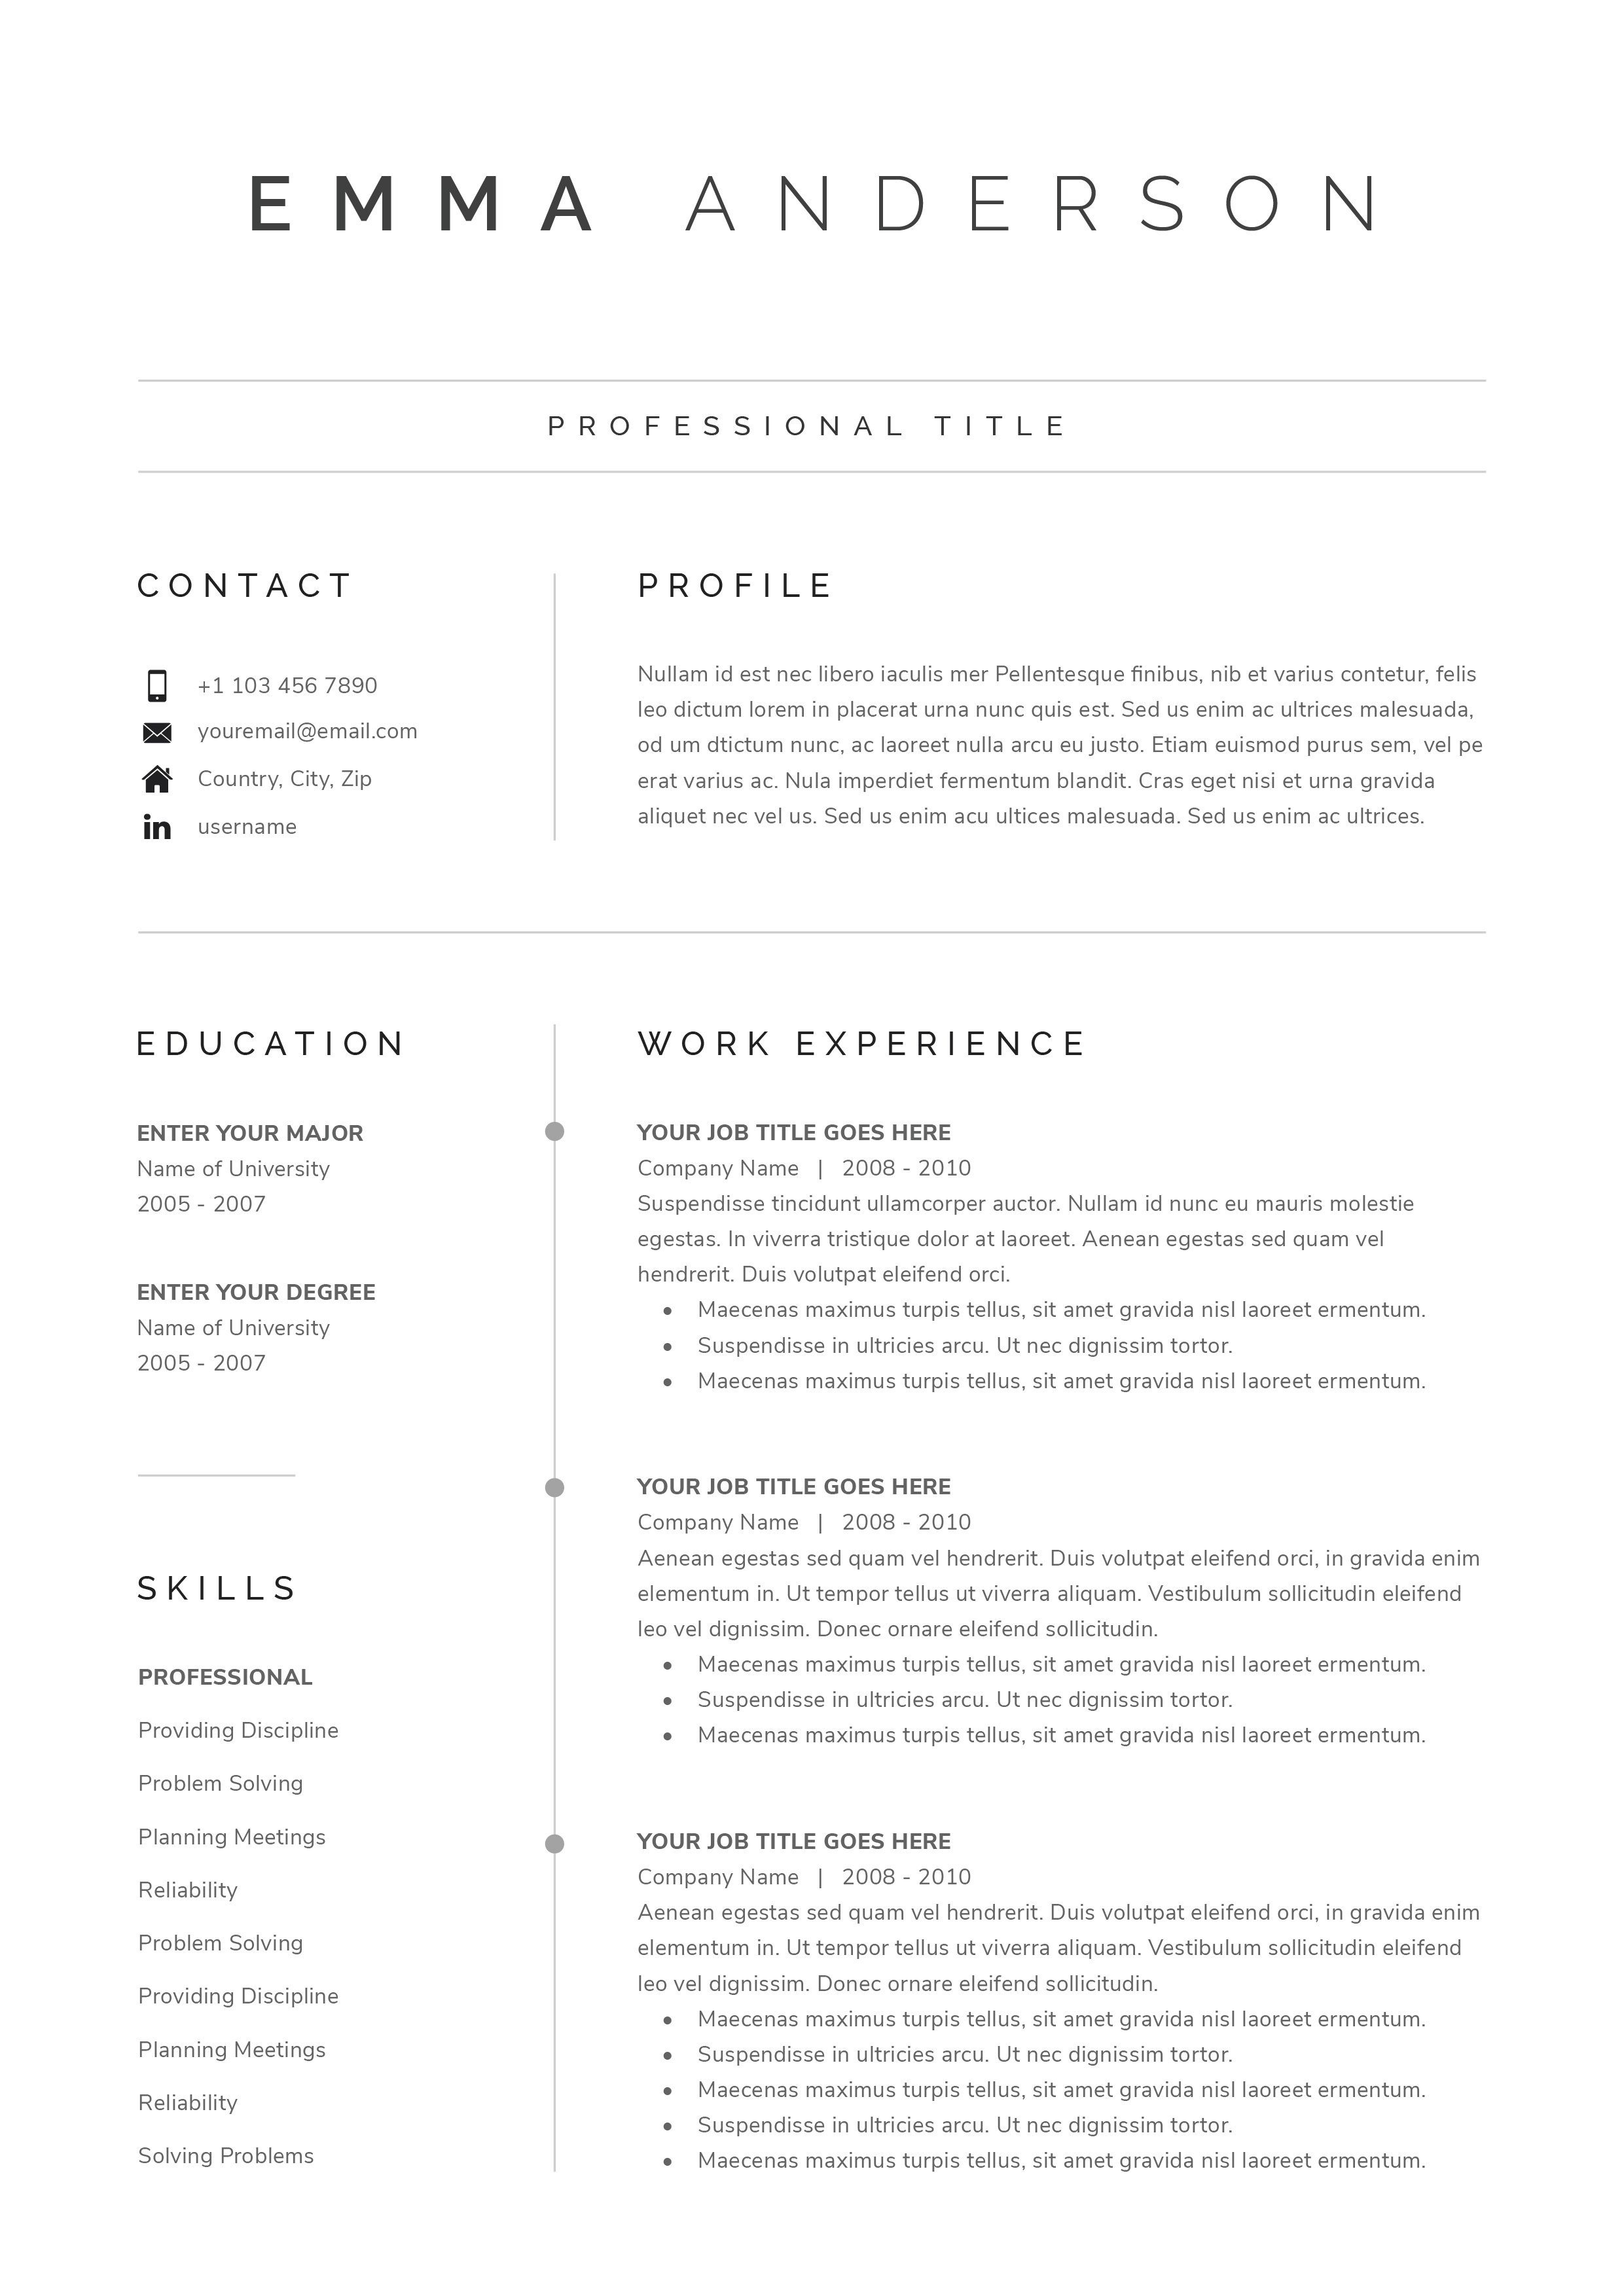 EMMA ANDERSON
PROFESSIONAL TITLE
CONTACT
+1 103 456 7890
youremail@email.com
Country, City, Zip
in username
PROFILE
Nullam id est nec libero iaculis mer Pellentesque finibus, nib et varius contetur, felis
leo dictum lorem in placerat urna nunc quis est. Sed us enim ac ultrices malesuada,
od um dtictum nunc, ac laoreet nulla arcu eu justo. Etiam euismod purus sem, vel pe
erat varius ac. Nula imperdiet fermentum blandit. Cras eget nisi et urna gravida
aliquet nec vel us. Sed us enim acu ultices malesuada. Sed us enim ac ultrices.
EDUCATION
ENTER YOUR MAJOR
Name of University
2005 - 2007
ENTER YOUR DEGREE
Name of University
2005 - 2007
SKILLS
PROFESSIONAL
Providing Discipline
Problem Solving
Planning Meetings
Reliability
Problem Solving
Providing Discipline
Planning Meetings
Reliability
Solving Problems
WORK EXPERIENCE
YOUR JOB TITLE GOES HERE
Company Name | 2008 - 2010
Suspendisse tincidunt ullamcorper auctor. Nullam id nunc eu mauris molestie
egestas. In viverra tristique dolor at laoreet. Aenean egestas sed quam vel
hendrerit. Duis volutpat eleifend orci.
• Maecenas maximus turpis tellus, sit amet gravida nisl laoreet ermentum.
• Suspendisse in ultricies arcu. Ut nec dignissim tortor.
• Maecenas maximus turpis tellus, sit amet gravida nisl laoreet ermentum.
YOUR JOB TITLE GOES HERE
Company Name | 2008 - 2010
Aenean egestas sed quam vel hendrerit. Duis volutpat eleifend orci, in gravida enim
elementum in. Ut tempor tellus ut viverra aliquam. Vestibulum sollicitudin eleifend
leo vel dignissim. Donec ornare eleifend sollicitudin.
• Maecenas maximus turpis tellus, sit amet gravida nisl laoreet ermentum.
• Suspendisse in ultricies arcu. Ut nec dignissim tortor.
• Maecenas maximus turpis tellus, sit amet gravida nisl laoreet ermentum.
YOUR JOB TITLE GOES HERE
Company Name | 2008 - 2010
Aenean egestas sed quam vel hendrerit. Duis volutpat eleifend orci, in gravida enim
elementum in. Ut tempor tellus ut viverra aliquam. Vestibulum sollicitudin eleifend
leo vel dignissim. Donec ornare eleifend sollicitudin.
• Maecenas maximus turpis tellus, sit amet gravida nisl laoreet ermentum.
• Suspendisse in ultricies arcu. Ut nec dignissim tortor.
• Maecenas maximus turpis tellus, sit amet gravida nisl laoreet ermentum.
• Suspendisse in ultricies arcu. Ut nec dignissim tortor.
• Maecenas maximus turpis tellus, sit amet gravida nisl laoreet ermentum.